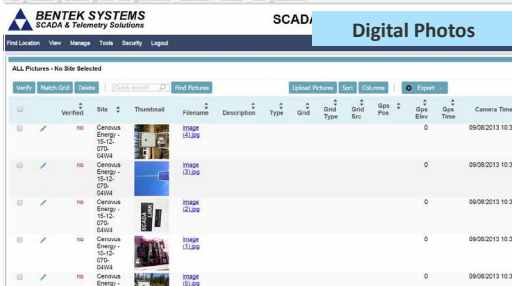 BENTEK SYSTEMS
SCADA & Telemetry Solutions
SCADA
Digital Photos
Find Location View Manage Tools Security Logout
ALL Pictures - No Site Selected
Verify Match Grid Delete Quick search Find Pictures Upload Pictures Sort Columns Export
Verified Site Thumbnail Filename Description Type Grid Grid Type Grid Src Gps Pos Gps Elev Gps Time Camera Time
no Cenovus Energy - 15-12-070-04W4 image (4).jpg 0 09/08/2013 10:3
no Cenovus Energy - 15-12-070-04W4 image (3).jpg 0 09/08/2013 10:3
no Cenovus Energy - 15-12-070-04W4 SCADA LINK image (2).jpg 0 09/08/2013 10:3
no Cenovus Energy - 15-12-070-04W4 image (1).jpg 0 09/08/2013 10:3
no Cenovus Energy - image (5).jpg 0 09/08/2013 10:3